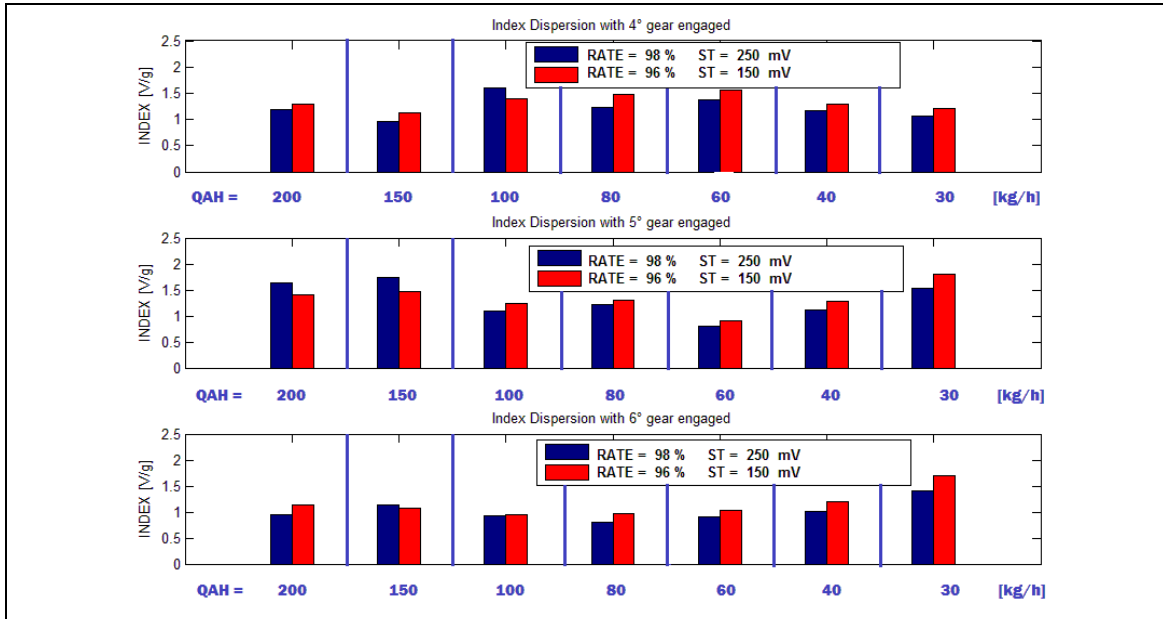 Index Dispersion with 4° gear engaged
INDEX [V/g]
2.5
2
1.5
1
0.5
0
RATE = 98 % ST = 250 mV
RATE = 96 % ST = 150 mV
QAH = 200 150 100 80 60 40 30 [kg/h]
Index Dispersion with 5° gear engaged
INDEX [V/g]
2.5
2
1.5
1
0.5
0
RATE = 98 % ST = 250 mV
RATE = 96 % ST = 150 mV
QAH = 200 150 100 80 60 40 30 [kg/h]
Index Dispersion with 6° gear engaged
INDEX [V/g]
2.5
2
1.5
1
0.5
0
RATE = 98 % ST = 250 mV
RATE = 96 % ST = 150 mV
QAH = 200 150 100 80 60 40 30 [kg/h]